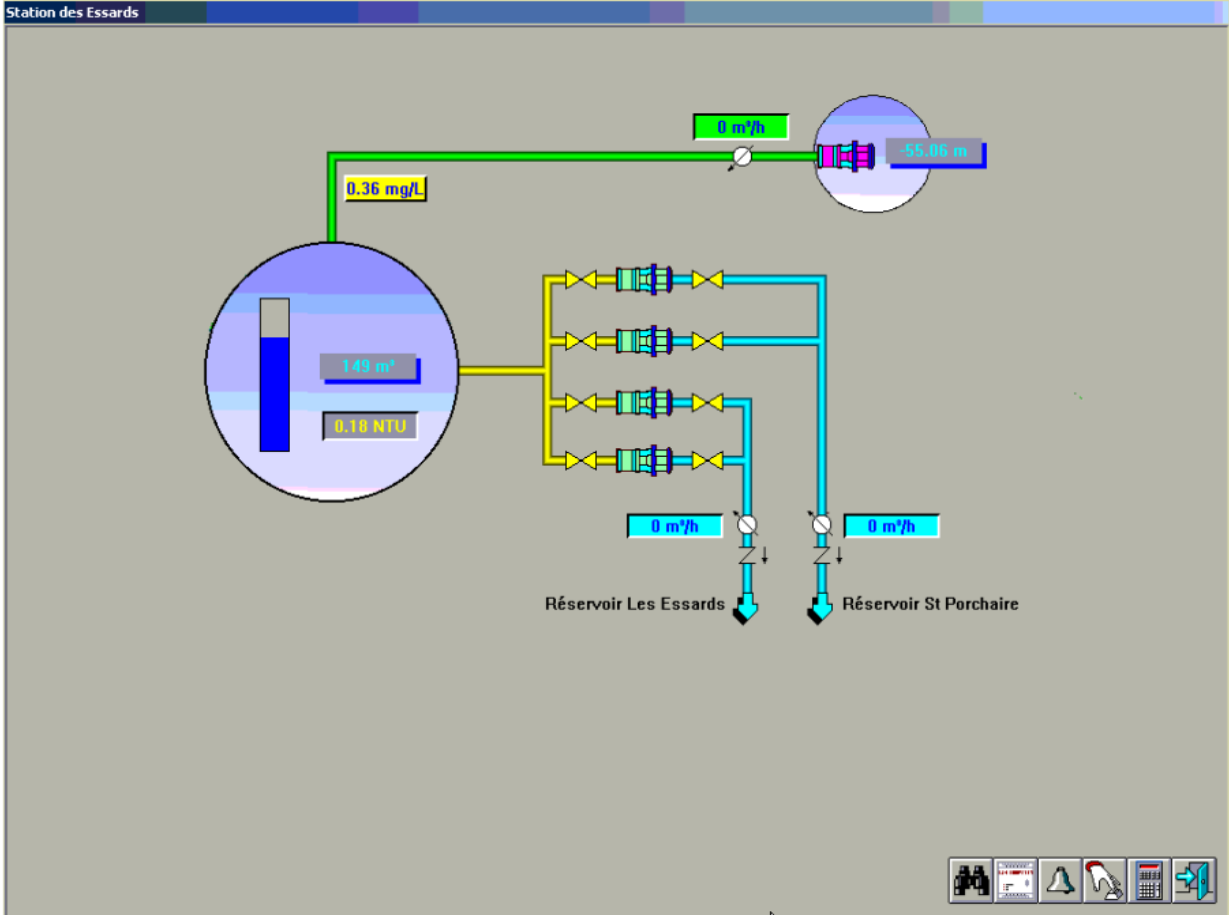 Station des Essards
0 m³/h
-55.06 m
0.36 mg/L
149 m³
0.18 NTU
0 m³/h
0 m³/h
Réservoir Les Essards
Réservoir St Porchaire